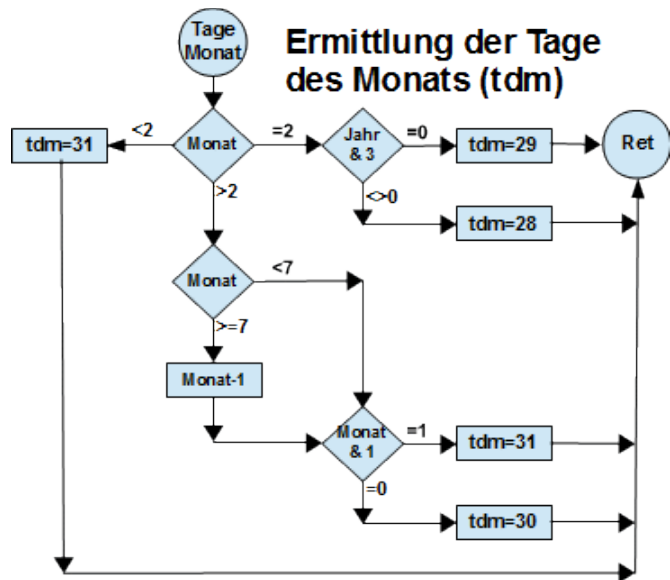 Tage
Monat
Ermittlung der Tage
des Monats (tdm)
tdm=31
<2
Monat
=2
Jahr
& 3
=0
tdm=29
Ret
>2
<>0
tdm=28
Monat
<7
>=7
Monat-1
Monat
& 1
=1
tdm=31
=0
tdm=30